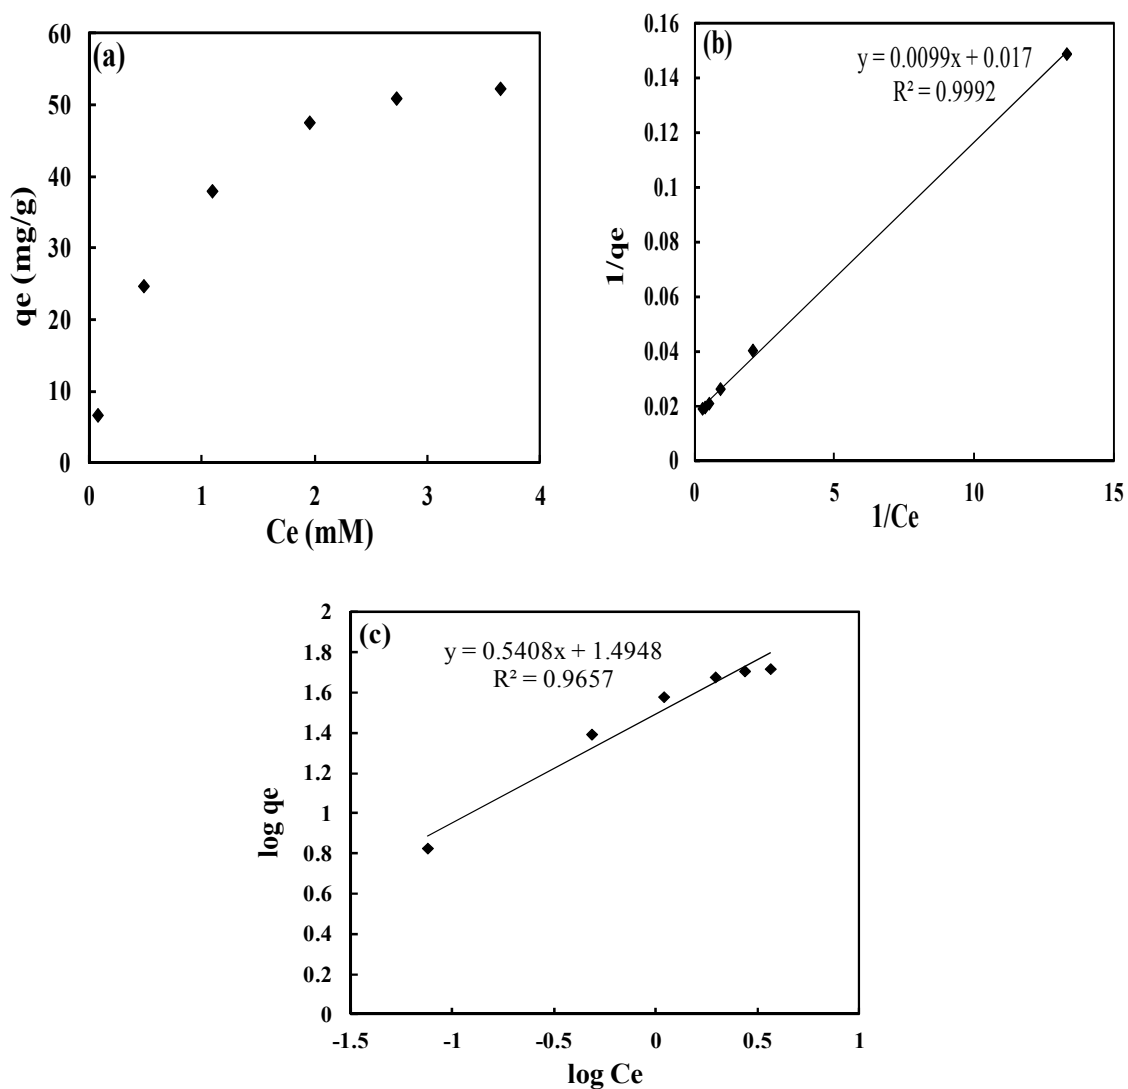 (a)
60
50
40
30
20
10
0
qe (mg/g)
0 1 2 3 4
Ce (mM)
(b)
y = 0.0099x + 0.017
R² = 0.9992
0.16
0.14
0.12
0.1
0.08
0.06
0.04
0.02
0
1/qe
0 5 10 15
1/Ce
(c)
y = 0.5408x + 1.4948
R² = 0.9657
2
1.8
1.6
1.4
1.2
1
0.8
0.6
0.4
0.2
0
log qe
-1.5 -1 -0.5 0 0.5 1
log Ce